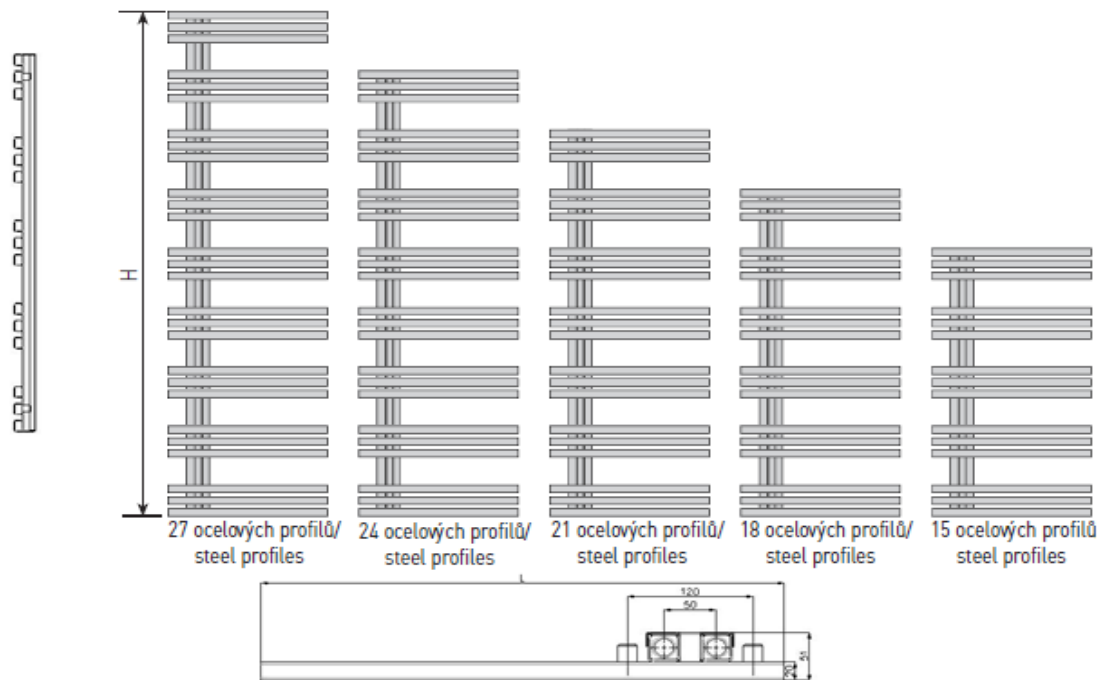 H
27 ocelových profilů/
steel profiles
24 ocelových profilů/
steel profiles
21 ocelových profilů/
steel profiles
18 ocelových profilů/
steel profiles
15 ocelových profilů
steel profiles
L
120
50
51
20